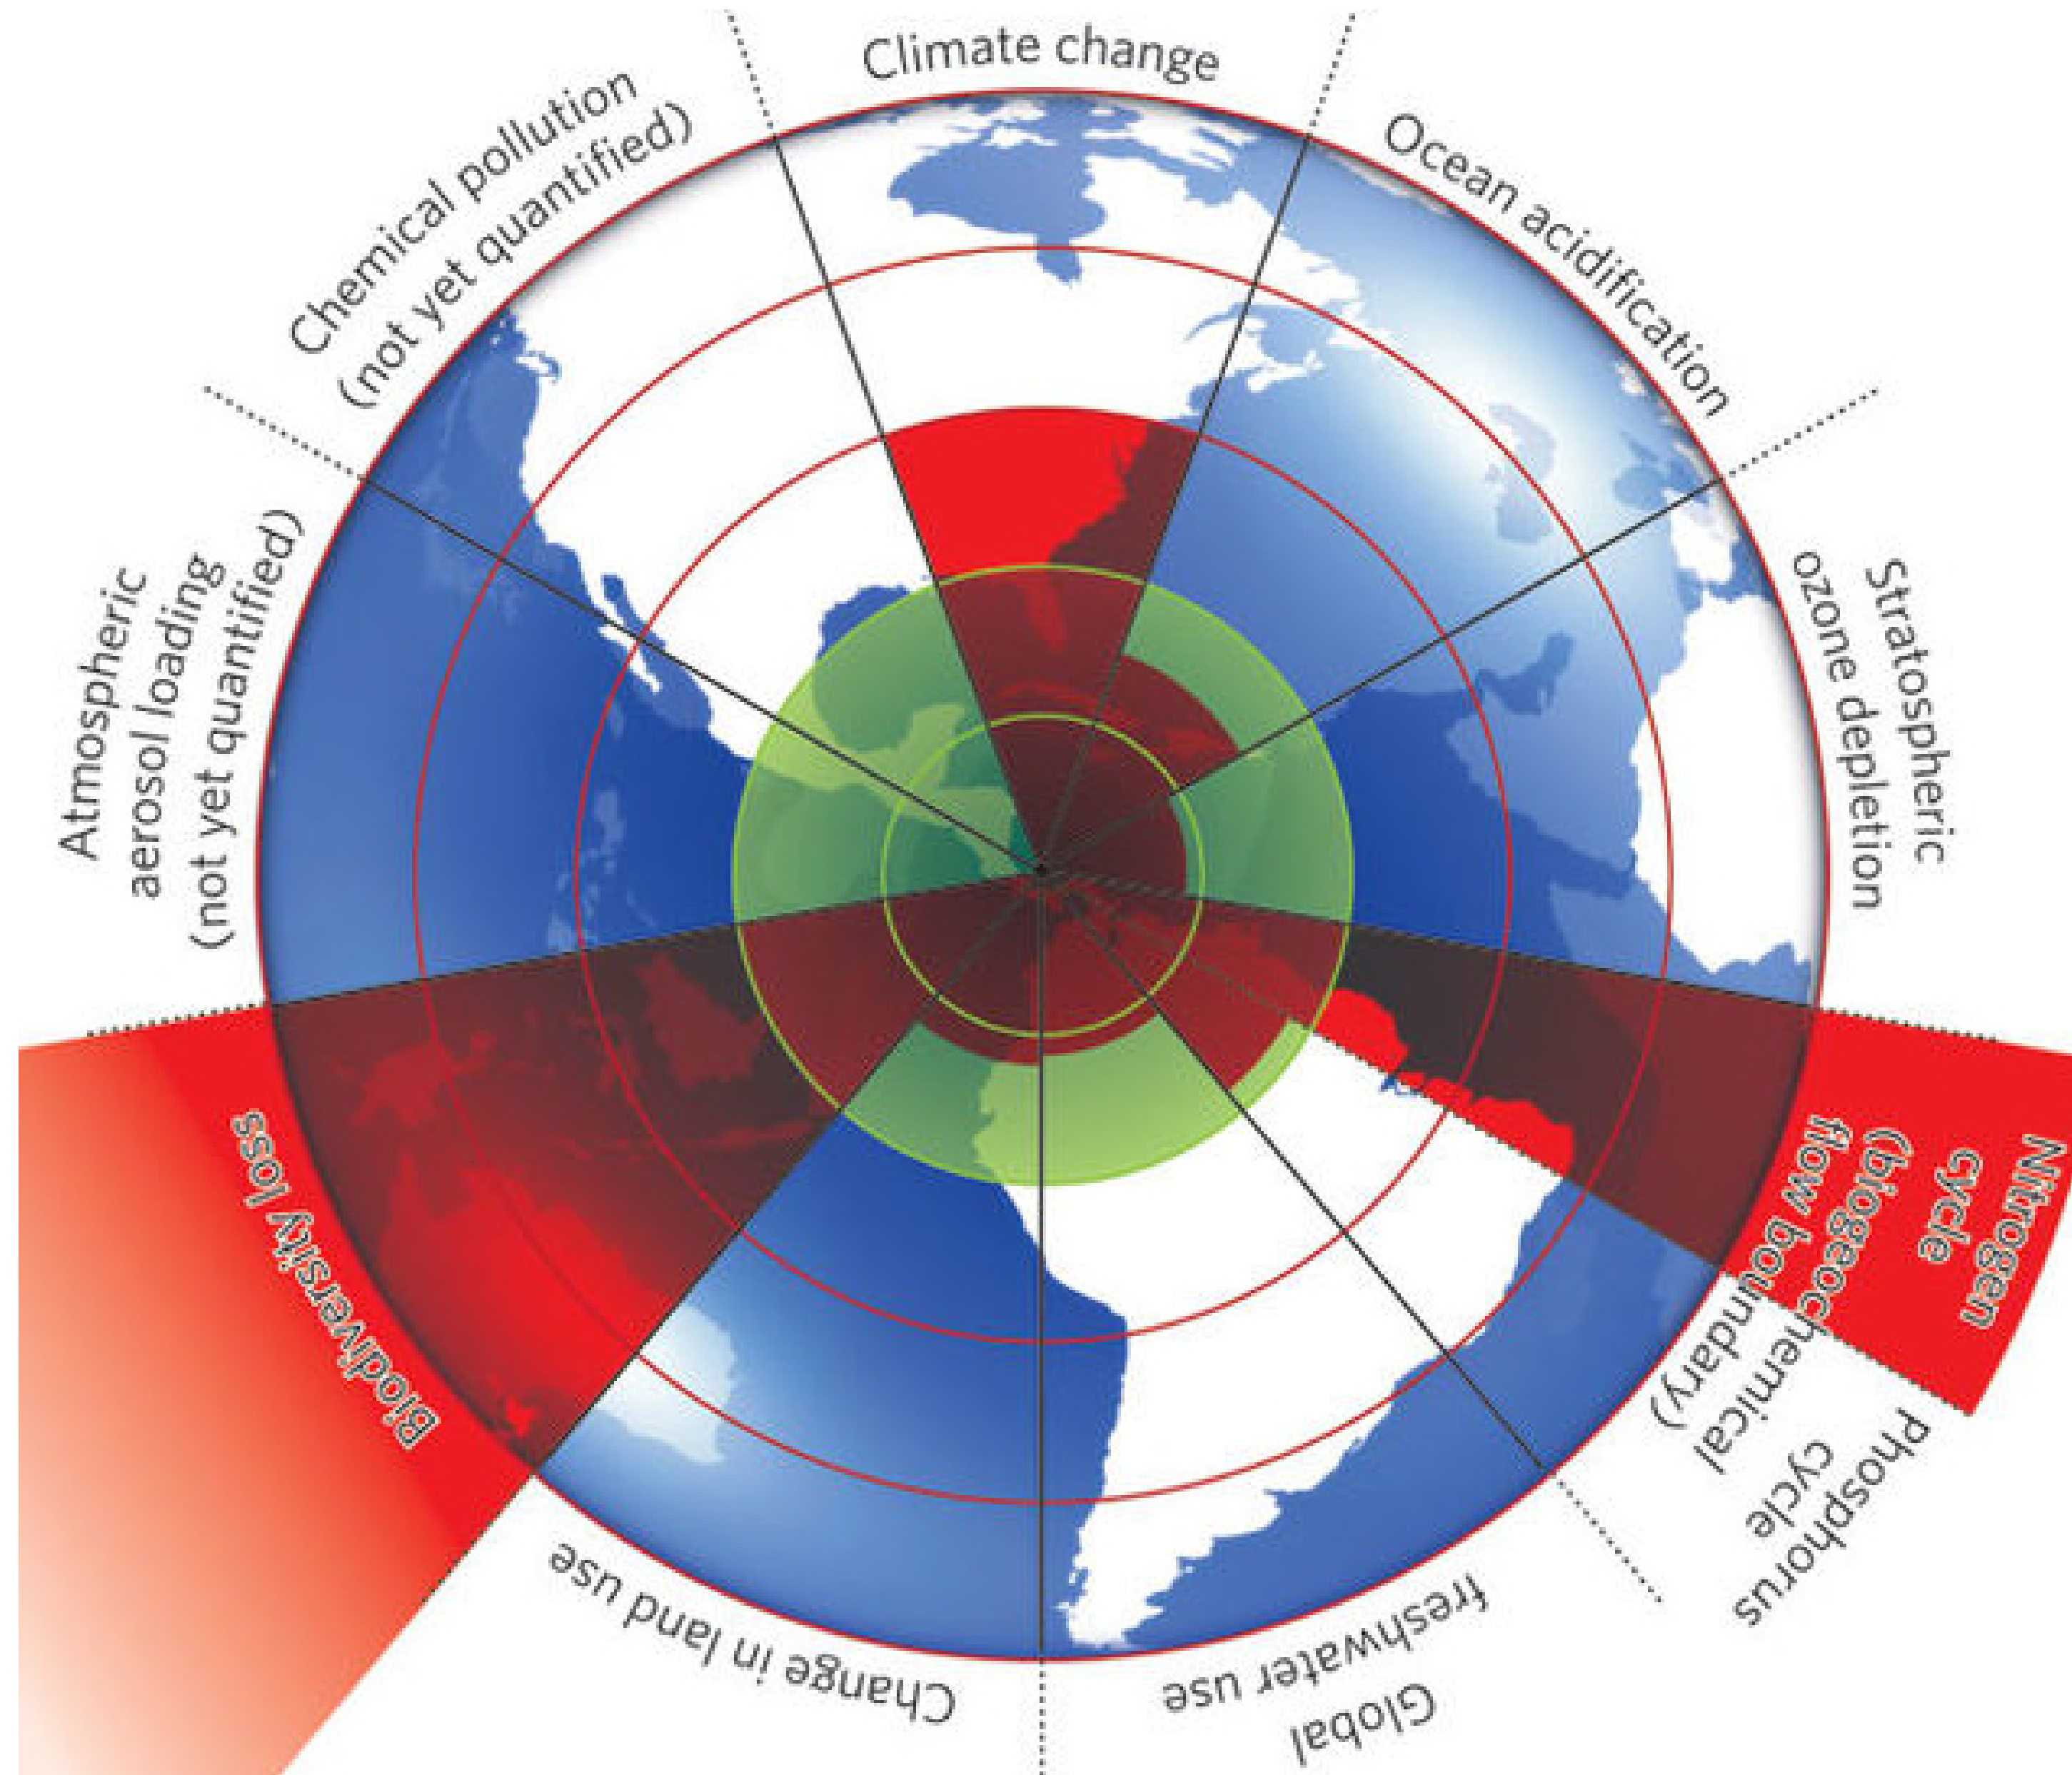 Climate change
Ocean acidification
Stratospheric
ozone depletion
Nitrogen
cycle
(biogeochemical
flow boundary)
Phosphorus
cycle
Global
freshwater use
Change in land use
Biodiversity loss
Atmospheric
aerosol loading
(not yet quantified)
Chemical pollution
(not yet quantified)